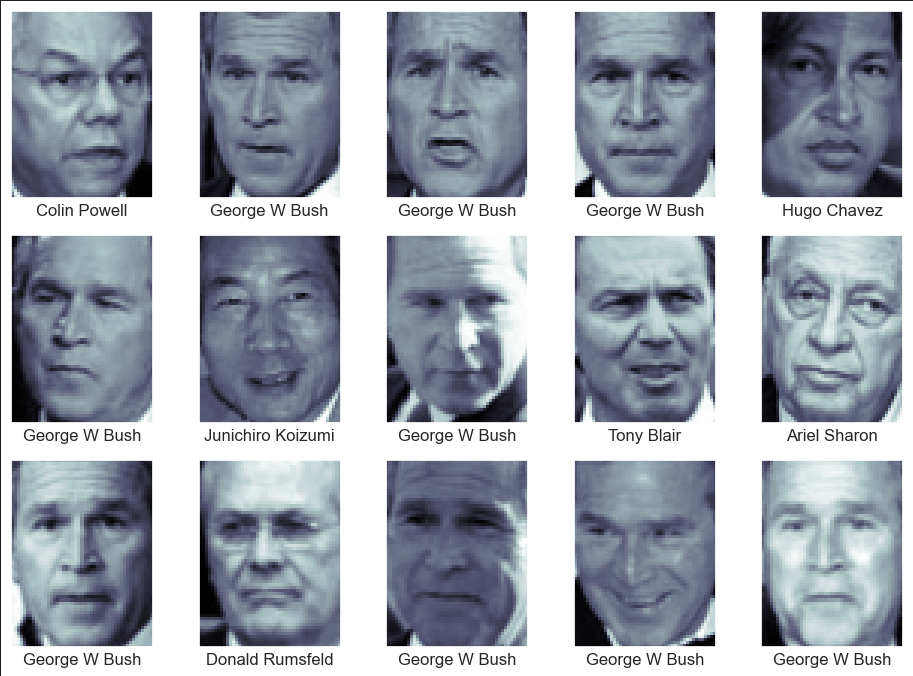 Colin Powell
George W Bush
George W Bush
George W Bush
Hugo Chavez
George W Bush
Junichiro Koizumi
George W Bush
Tony Blair
Ariel Sharon
George W Bush
Donald Rumsfeld
George W Bush
George W Bush
George W Bush